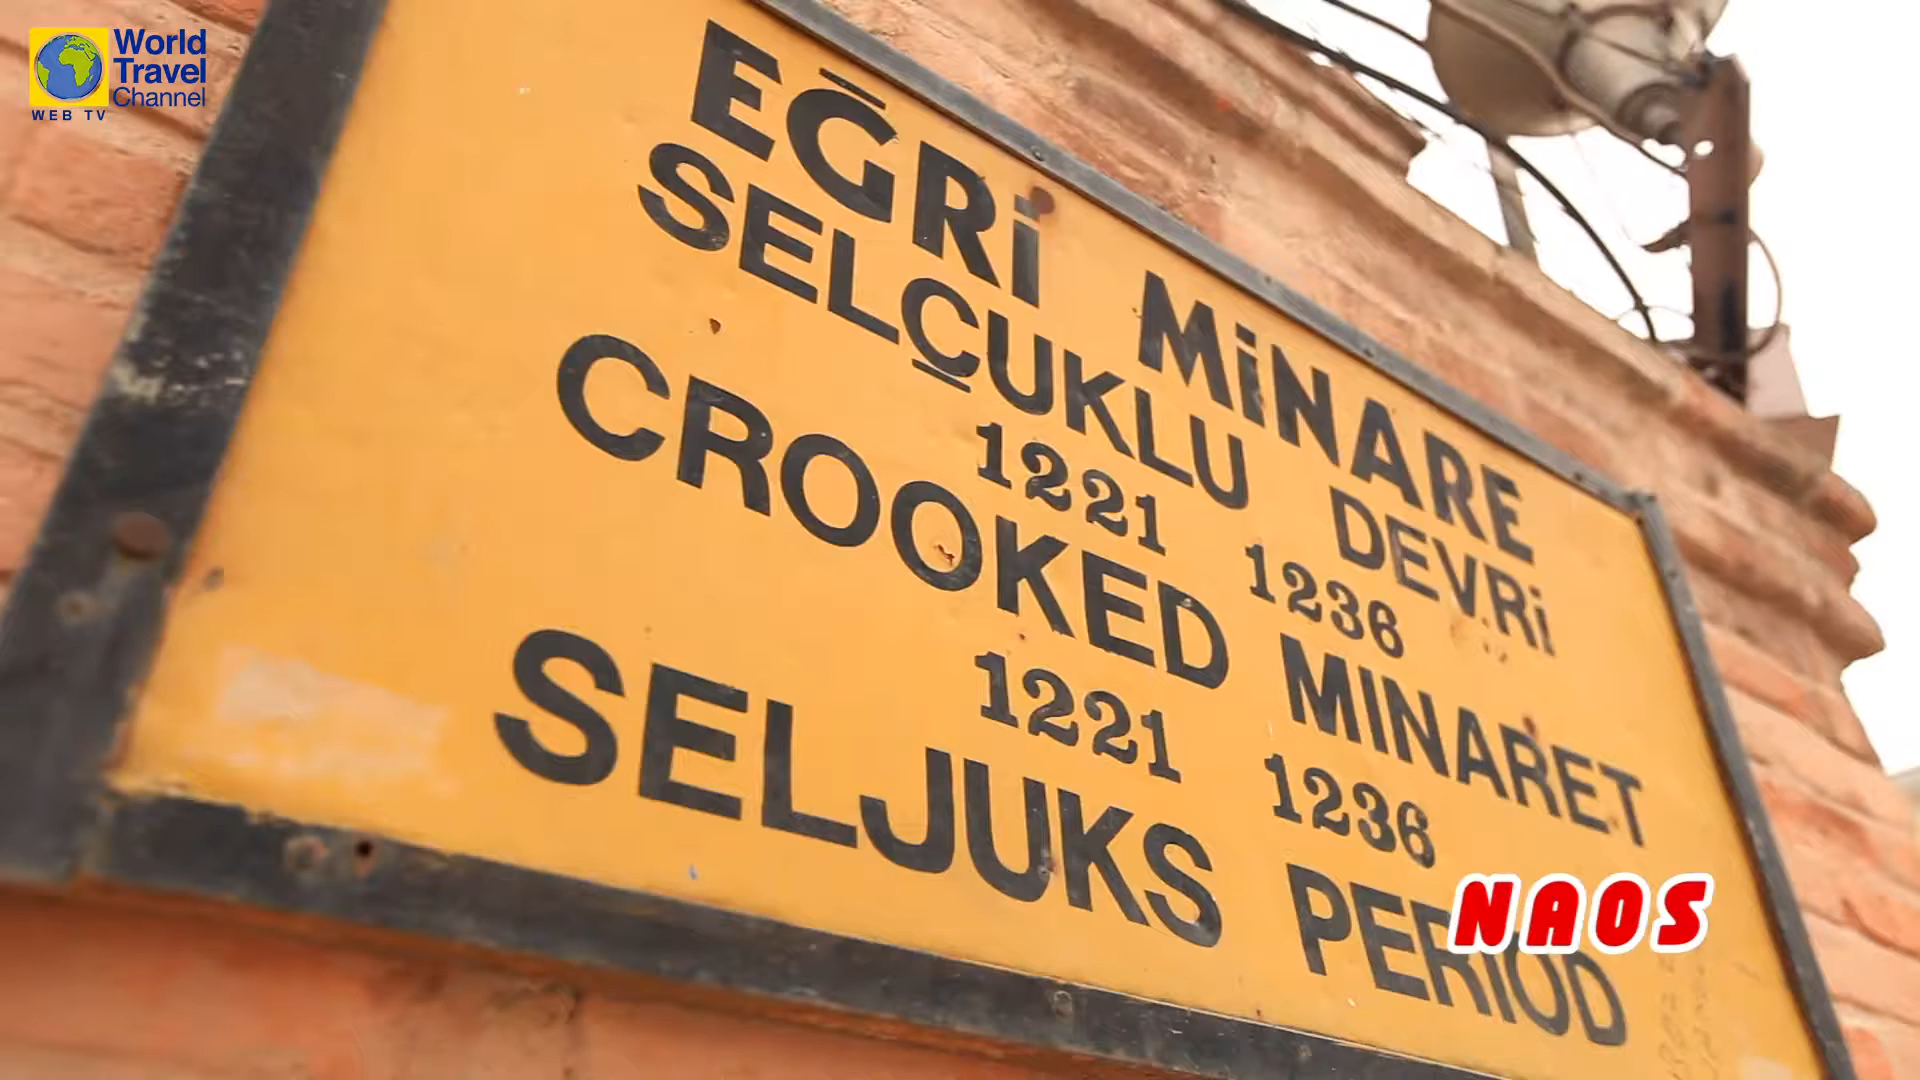 World
Travel
Channel
WEB TV
EĞRİ MİNARE
SELÇUKLU DEVRİ
1221 1236
CROOKED MINARET
1221 1236
SELJUKS PERIOD
NAOS